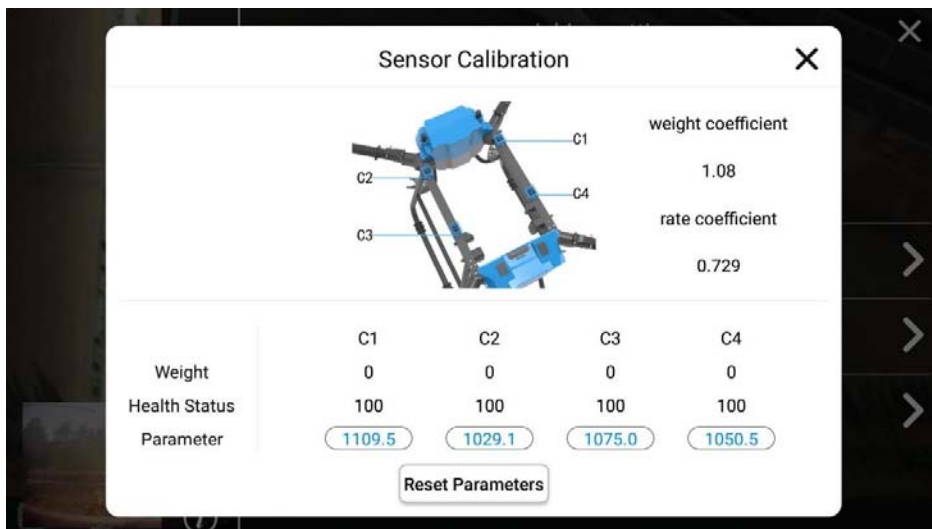 Sensor Calibration
C1
C2
C4
C3
weight coefficient
1.08
rate coefficient
0.729
C1 C2 C3 C4
Weight 0 0 0 0
Health Status 100 100 100 100
Parameter 1109.5 1029.1 1075.0 1050.5
Reset Parameters